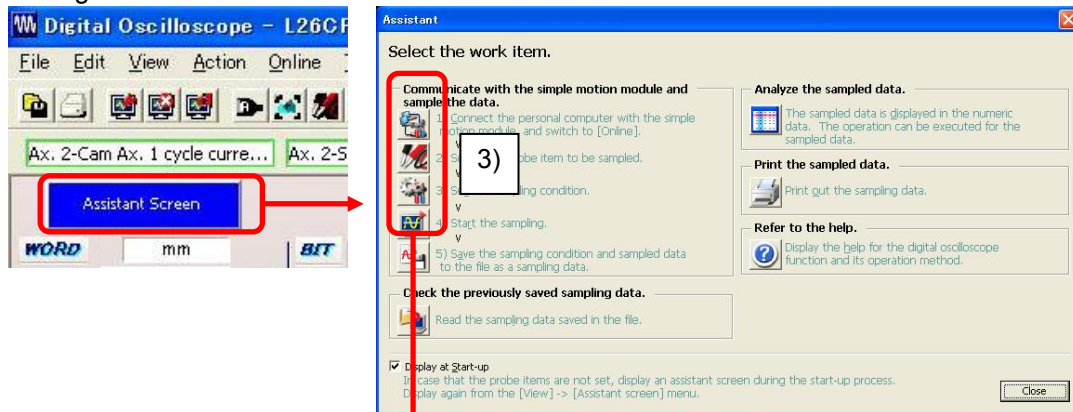 Digital Oscilloscope - L26CP
File Edit View Action Online
Ax. 2-Cam Ax. 1 cycle curre... Ax. 2-S
Assistant Screen
WORD mm BIT
Assistant
Select the work item.
Communicate with the simple motion module and
sample the data.
1) Connect the personal computer with the simple
motion module, and switch to [Online].
v
2) probe item to be sampled.
v
3) sampling condition.
v
4) Start the sampling.
v
5) Save the sampling condition and sampled data
to the file as a sampling data.
3)
Check the previously saved sampling data.
Read the sampling data saved in the file.
Analyze the sampled data.
The sampled data is displayed in the numeric
data. The operation can be executed for the
sampled data.
Print the sampled data.
Print out the sampling data.
Refer to the help.
Display the help for the digital oscilloscope
function and its operation method.
Display at Start-up
In case that the probe items are not set, display an assistant screen during the start-up process.
Display again from the [View] -> [Assistant screen] menu.
Close